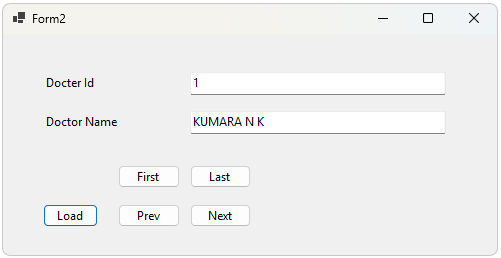 Form2
Docter Id
1
Doctor Name
KUMARA N K
First
Last
Load
Prev
Next